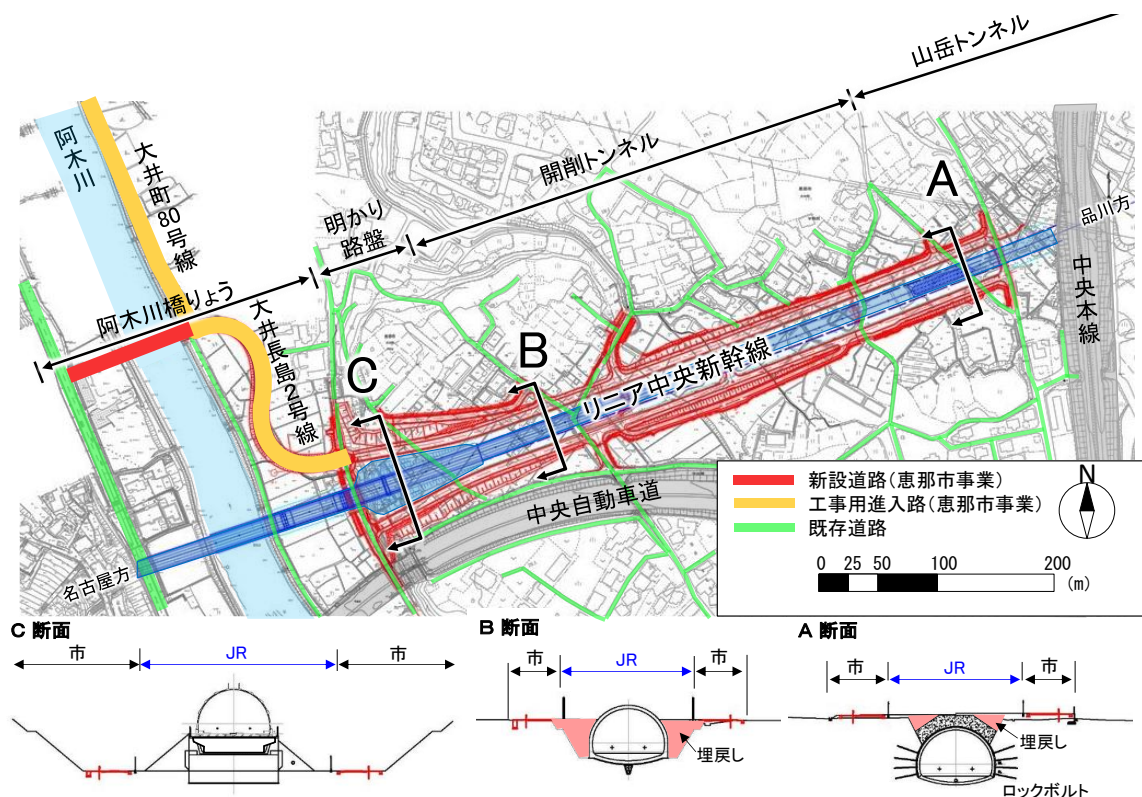 山岳トンネル
開削トンネル
明かり
路盤
阿木川橋りょう
阿木川
大井町80号線
大井長島2号線
A
B
C
品川方
中央本線
リニア中央新幹線
中央自動車道
名古屋方
新設道路(恵那市事業)
工事用進入路(恵那市事業)
既存道路
N
0 25 50 100 200 (m)
C 断面
市 JR 市
B 断面
市 JR 市
埋戻し
A 断面
市 JR 市
埋戻し
ロックボルト